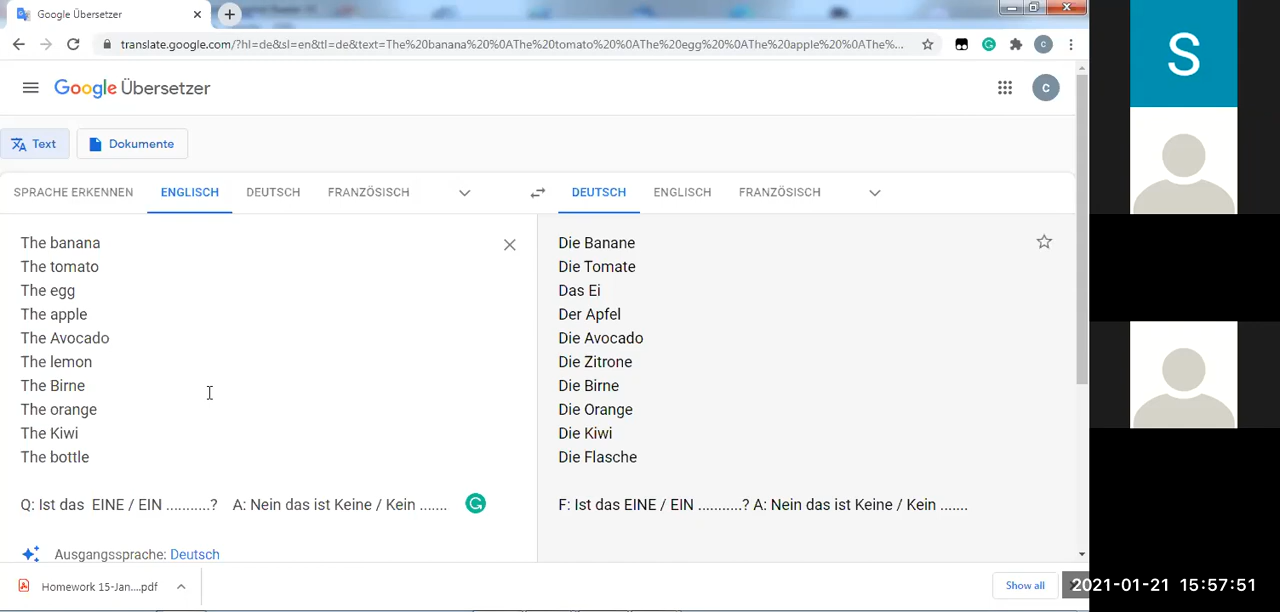 Google Übersetzer
translate.google.com/?hl=de&sl=en&tl=de&text=The%20banana%20%0AThe%20tomato%20%0AThe%20egg%20%0AThe%20apple%20%0AThe%...
C
Google Übersetzer
C
Text
Dokumente
SPRACHE ERKENNEN ENGLISCH DEUTSCH FRANZÖSISCH
DEUTSCH ENGLISCH FRANZÖSISCH
The banana
The tomato
The egg
The apple
The Avocado
The lemon
The Birne
The orange
The Kiwi
The bottle
Q: Ist das EINE / EIN ...........? A: Nein das ist Keine / Kein .......
Die Banane
Die Tomate
Das Ei
Der Apfel
Die Avocado
Die Zitrone
Die Birne
Die Orange
Die Kiwi
Die Flasche
F: Ist das EINE / EIN ...........? A: Nein das ist Keine / Kein .......
Ausgangssprache: Deutsch
Homework 15-Jan....pdf
Show all
S
2021-01-21 15:57:51